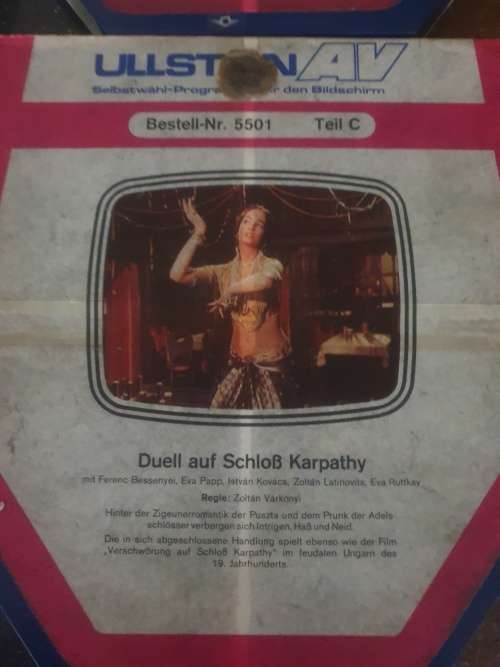 ULLST N AV
Selbstwähl-Progra r den Bildschirm
Bestell-Nr. 5501 Teil C
Duell auf Schloß Karpathy
mit Ferenc Bessenyei, Eva Papp, István Kovács, Zoltán Latinovits, Eva Ruttkay
Regie: Zoltán Várkonyi
Hinter der Zigeunerromantik der Puszta und dem Prunk der Adels
schlösser verbergen sich Intrigen, Haß und Neid.
Die in sich abgeschlossene Handlung spielt ebenso wie der Film
„Verschwörung auf Schloß Karpathy" im feudalen Ungarn des
19. Jahrhunderts.